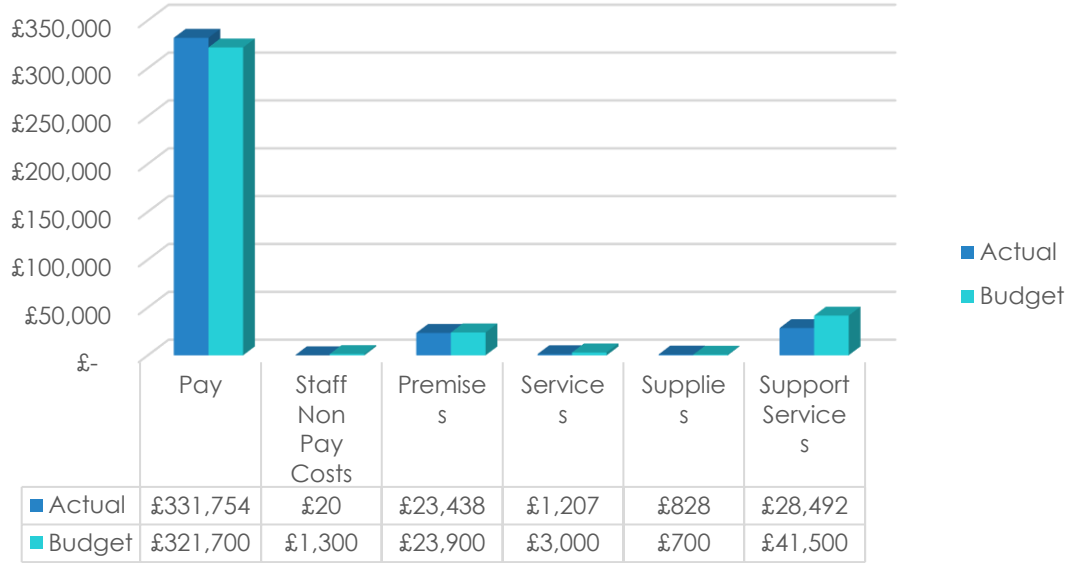 £350,000
£300,000
£250,000
£200,000
£150,000
£100,000
£50,000
£-
Actual
Budget
Pay
Staff
Non
Pay
Costs
Premise
s
Service
s
Supplie
s
Support
Service
s
Actual £331,754 £20 £23,438 £1,207 £828 £28,492
Budget £321,700 £1,300 £23,900 £3,000 £700 £41,500